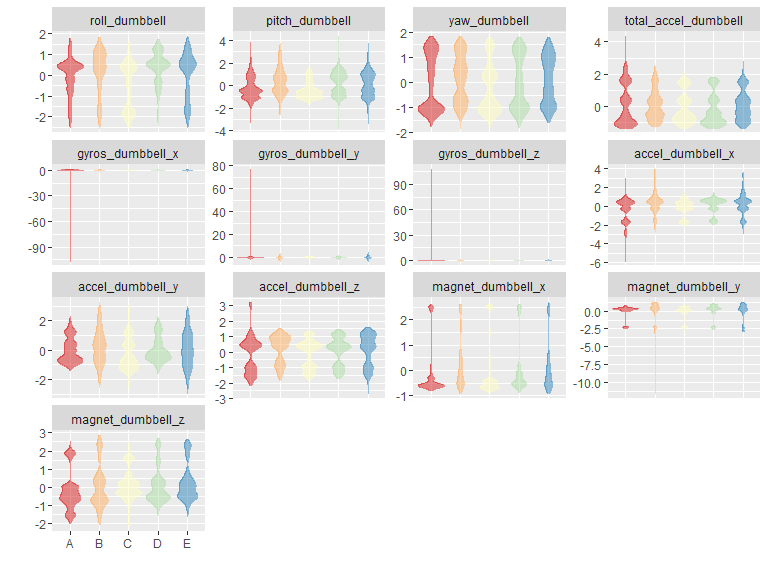 roll_dumbbell pitch_dumbbell yaw_dumbbell total_accel_dumbbell
2 4 2 4
1 2 1 2
0 0 0 0
-1 -2 -1
-2 -4 -2
gyros_dumbbell_x gyros_dumbbell_y gyros_dumbbell_z accel_dumbbell_x
0 80 90 4
-30 60 60 2
-60 40 30 0
-90 20 0 -2
0 -4
-6
accel_dumbbell_y accel_dumbbell_z magnet_dumbbell_x magnet_dumbbell_y
2 3 2 0.0
0 2 1 -2.5
-2 1 0 -5.0
0 -1 -7.5
-1 -10.0
-2
-3
magnet_dumbbell_z
3
2
1
0
-1
-2
A B C D E